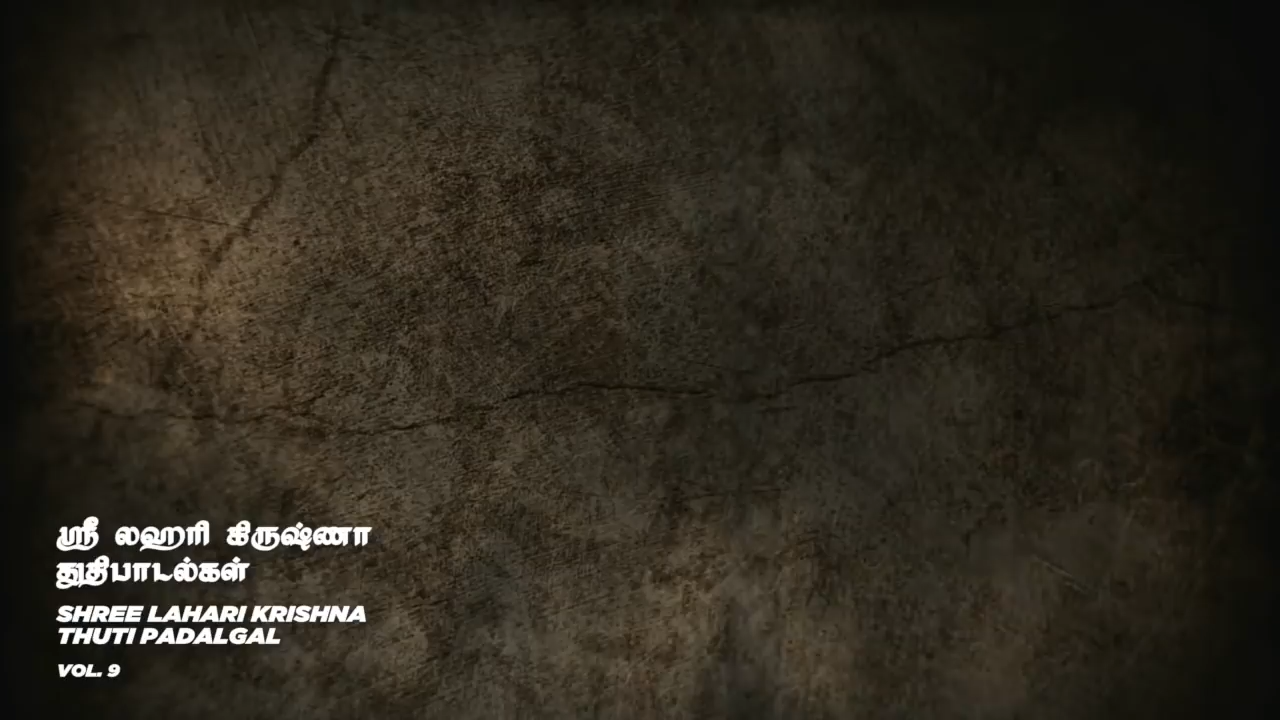 ஸ்ரீ லஹரி கிருஷ்ணா
துதிபாடல்கள்
SHREE LAHARI KRISHNA
THUTI PADALGAL
VOL. 9